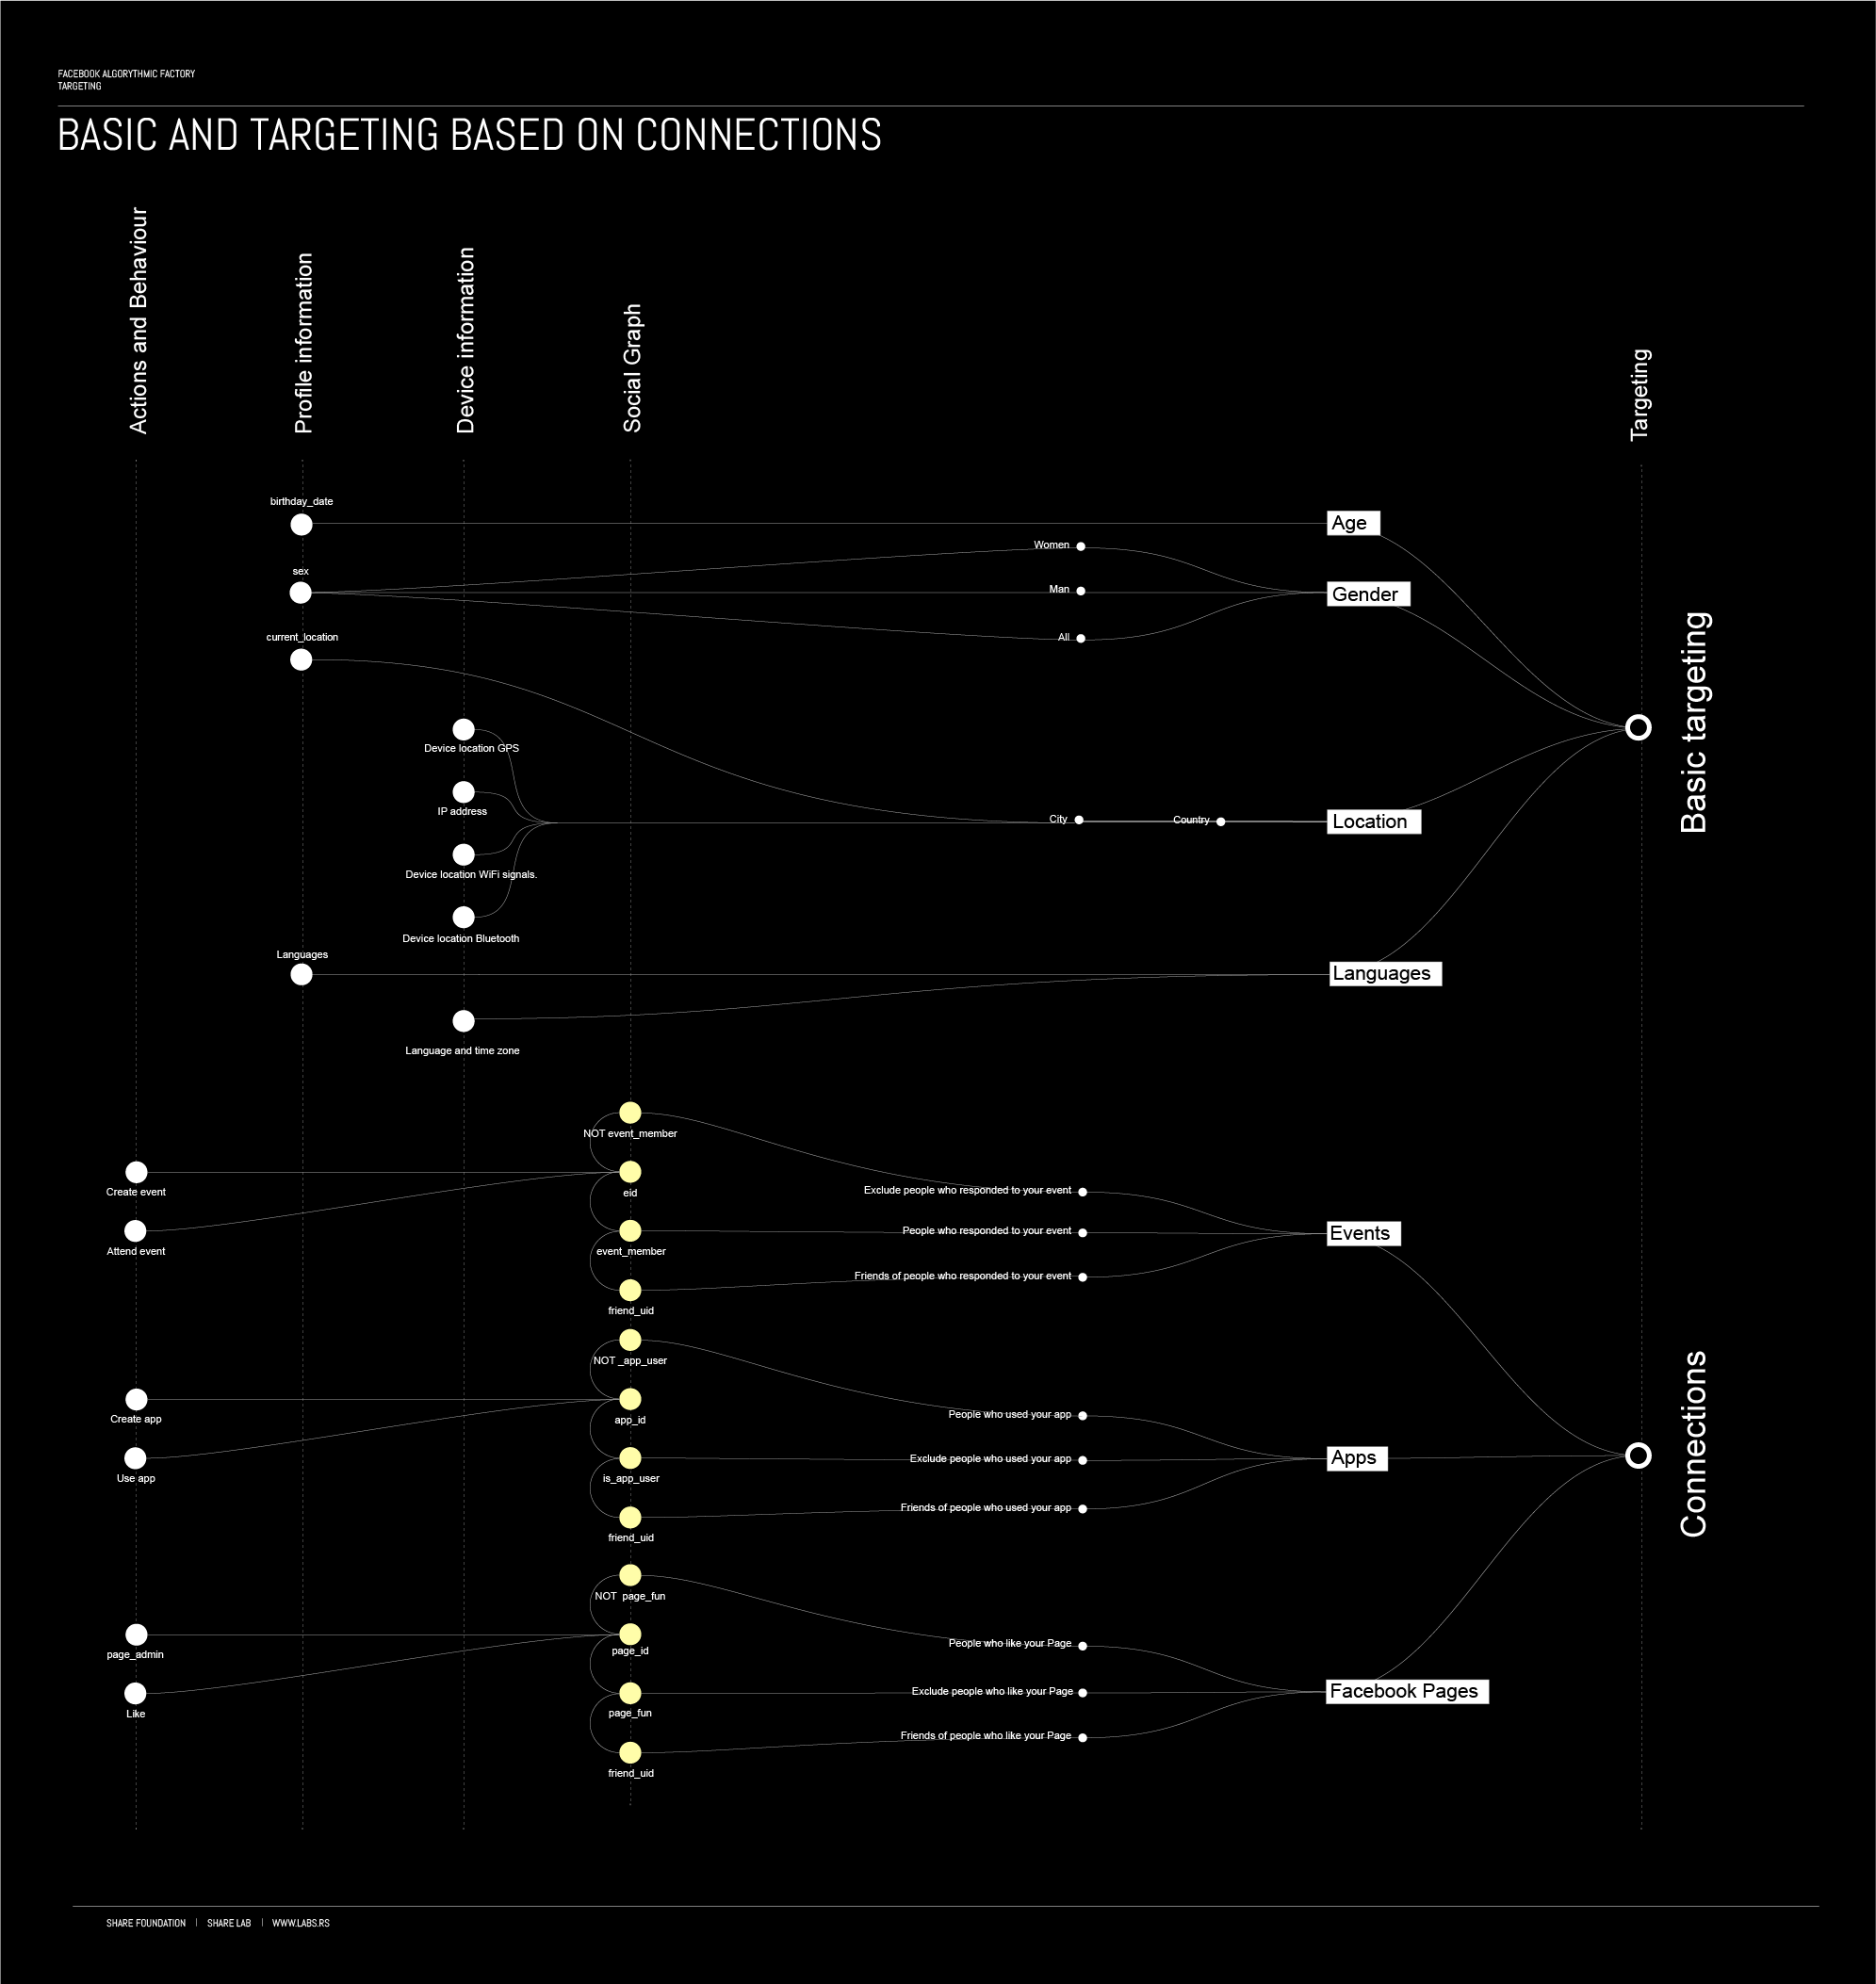 FACEBOOK ALGORYTHMIC FACTORY
TARGETING
BASIC AND TARGETING BASED ON CONNECTIONS
Actions and Behaviour
Profile information
Device information
Social Graph
Targeting
birthday_date
Age
Women
sex
Man
Gender
All
current_location
Device location GPS
IP address
City
Country
Location
Device location WiFi signals.
Device location Bluetooth
Basic targeting
Languages
Languages
Language and time zone
NOT event_member
Create event
eid
Exclude people who responded to your event
Attend event
event_member
People who responded to your event
Events
Friends of people who responded to your event
friend_uid
NOT _app_user
Create app
app_id
People who used your app
Use app
is_app_user
Exclude people who used your app
Apps
Friends of people who used your app
friend_uid
Connections
NOT page_fun
page_admin
page_id
People who like your Page
Like
page_fun
Exclude people who like your Page
Facebook Pages
Friends of people who like your Page
friend_uid
SHARE FOUNDATION | SHARE LAB | WWW.LABS.RS